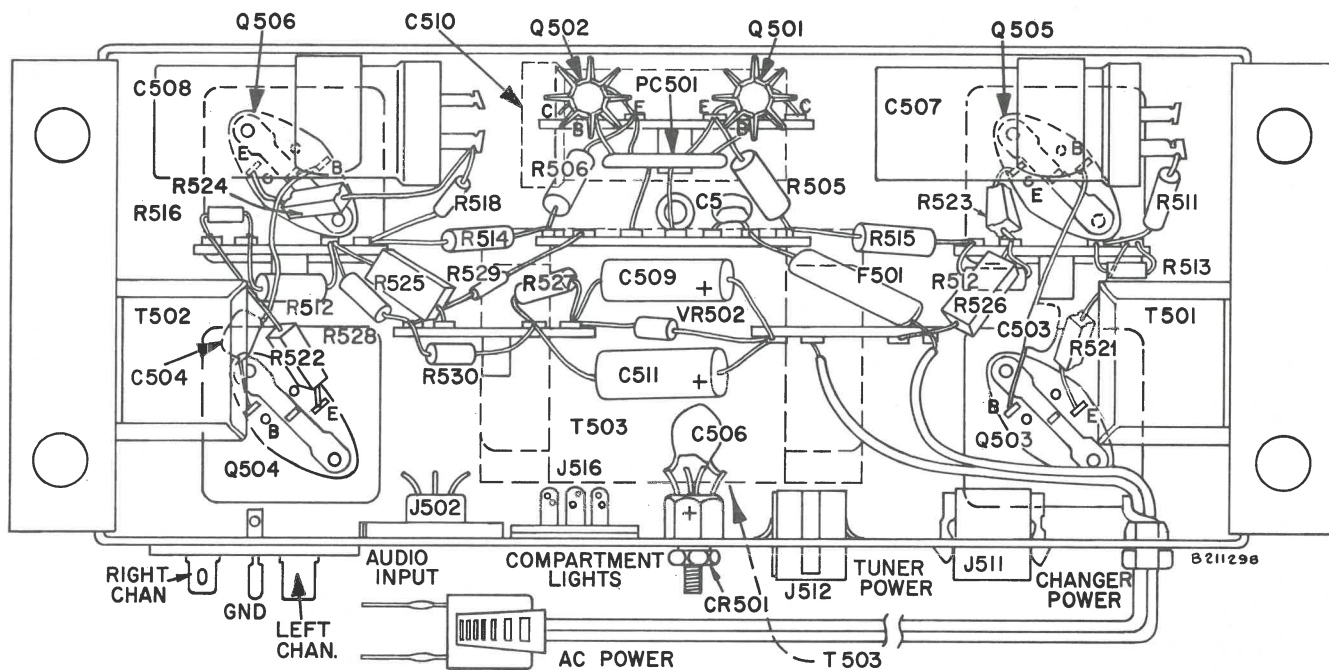 Q506
C510
Q502
Q501
Q505
C508
PC501
C507
C
E
E
C
B
B
E
B
B
E
R506
R505
R524
R518
C5
R523
R511
R516
R514
R515
R529
R527
C509
F501
R512
R513
R525
R512
R526
T502
VR502
C503
T501
R528
R522
R521
C504
R530
C511
+
+
E
B
T503
C506
B
E
Q504
Q503
J516
J502
+
AUDIO
INPUT
COMPARTMENT
LIGHTS
TUNER
POWER
J511
CHANGER
POWER
B211298
RIGHT
CHAN
GND
LEFT
CHAN.
CR501
J512
AC POWER
T503